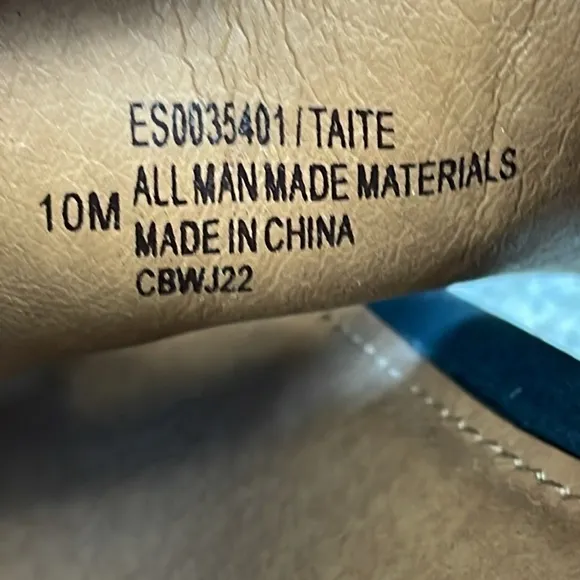 ES0035401 / TAITE
ALL MAN MADE MATERIALS
10M
MADE IN CHINA
CBWJ22